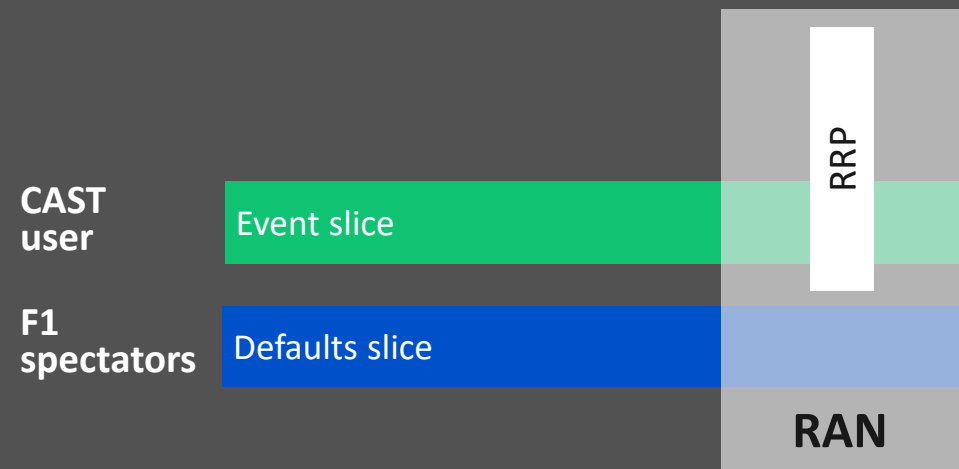 RRP
CAST
user
Event slice
F1
spectators
Defaults slice
RAN